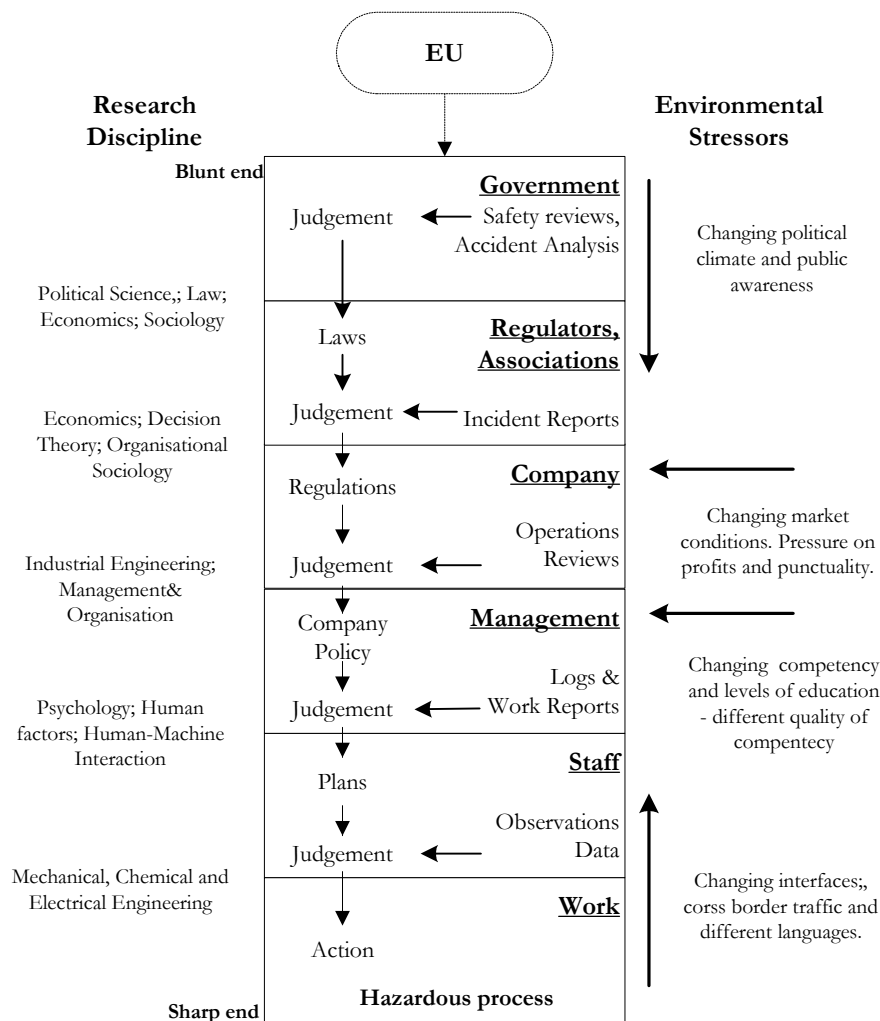 EU
Research
Discipline
Environmental
Stressors
Blunt end
Government
Judgement
Safety reviews,
Accident Analysis
Changing political
climate and public
awareness
Political Science,; Law;
Economics; Sociology
Regulators,
Associations
Laws
Judgement
Incident Reports
Economics; Decision
Theory; Organisational
Sociology
Company
Regulations
Operations
Reviews
Judgement
Changing market
conditions. Pressure on
profits and punctuality.
Industrial Engineering;
Management&
Organisation
Management
Company
Policy
Logs &
Work Reports
Judgement
Changing competency
and levels of education
- different quality of
compentecy
Psychology; Human
factors; Human-Machine
Interaction
Staff
Plans
Observations
Data
Judgement
Mechanical, Chemical and
Electrical Engineering
Work
Action
Changing interfaces;,
corss border traffic and
different languages.
Hazardous process
Sharp end